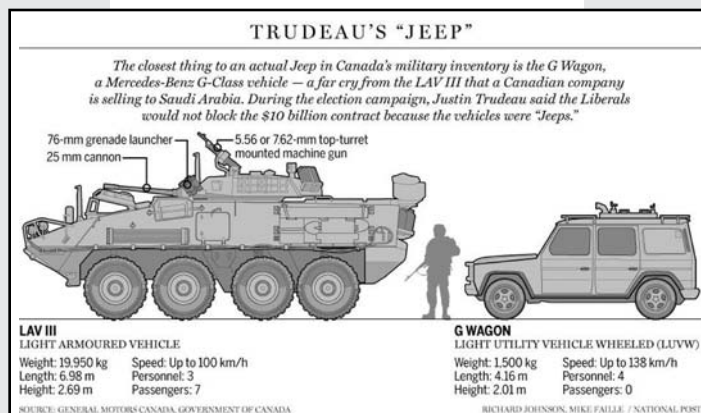 TRUDEAU'S “JEEP”
The closest thing to an actual Jeep in Canada's military inventory is the G Wagon,
a Mercedes-Benz G-Class vehicle — a far cry from the LAV III that a Canadian company
is selling to Saudi Arabia. During the election campaign, Justin Trudeau said the Liberals
would not block the $10 billion contract because the vehicles were “Jeeps.”
76-mm grenade launcher
25 mm cannon
5.56 or 7.62-mm top-turret
mounted machine gun
LAV III
LIGHT ARMOURED VEHICLE
Weight: 19,950 kg Speed: Up to 100 km/h
Length: 6.98 m Personnel: 3
Height: 2.69 m Passengers: 7
G WAGON
LIGHT UTILITY VEHICLE WHEELED (LUVW)
Weight: 1,500 kg Speed: Up to 138 km/h
Length: 4.16 m Personnel: 4
Height: 2.01 m Passengers: 0
SOURCE: GENERAL MOTORS CANADA, GOVERNMENT OF CANADA
RICHARD JOHNSON, MIKE FAILLE / NATIONAL POST